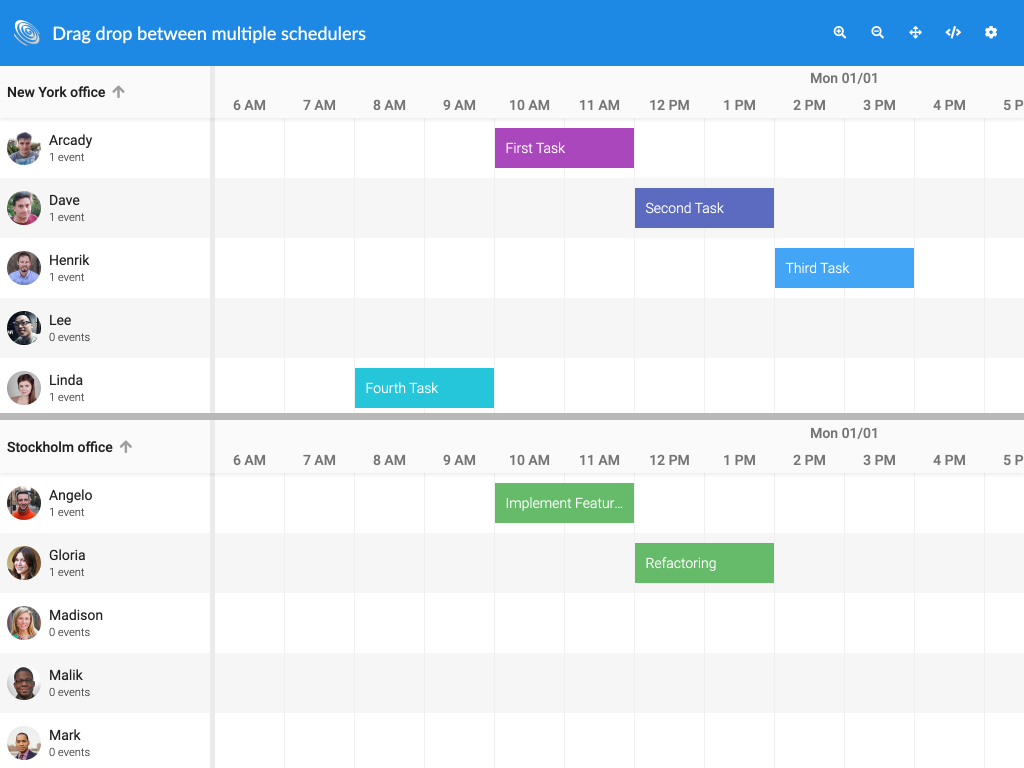 Drag drop between multiple schedulers
New York office
Mon 01/01
6 AM 7 AM 8 AM 9 AM 10 AM 11 AM 12 PM 1 PM 2 PM 3 PM 4 PM 5 P
Arcady
1 event
First Task
Dave
1 event
Second Task
Henrik
1 event
Third Task
Lee
0 events
Linda
1 event
Fourth Task
Stockholm office
Mon 01/01
6 AM 7 AM 8 AM 9 AM 10 AM 11 AM 12 PM 1 PM 2 PM 3 PM 4 PM 5 P
Angelo
1 event
Implement Featur...
Gloria
1 event
Refactoring
Madison
0 events
Malik
0 events
Mark
0 events